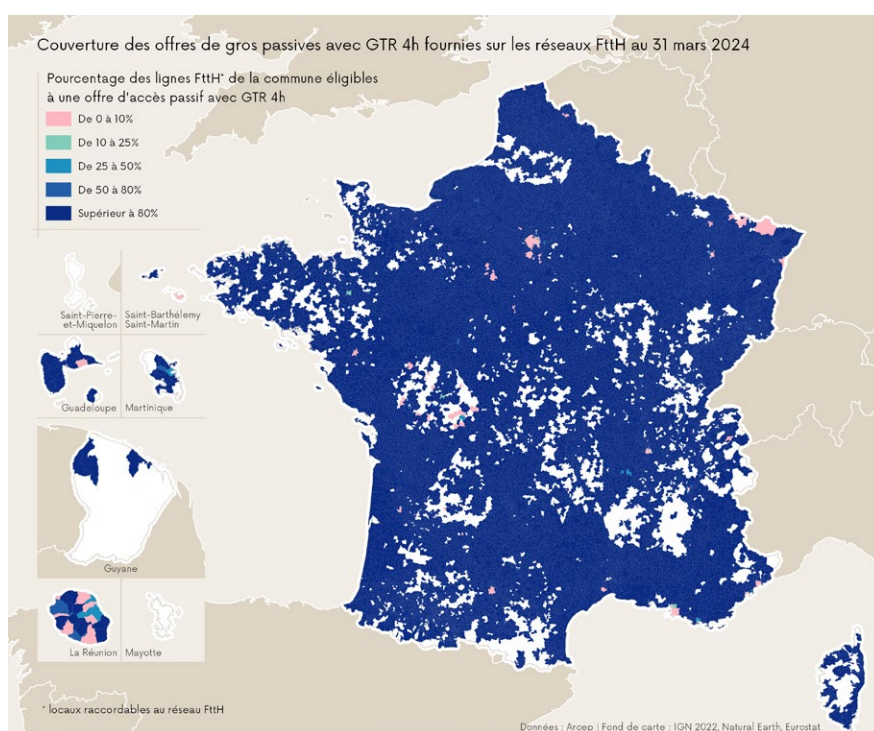 Couverture des offres de gros passives avec GTR 4h fournies sur les réseaux FttH au 31 mars 2024
Pourcentage des lignes FttH* de la commune éligibles
à une offre d'accès passif avec GTR 4h
De 0 à 10%
De 10 à 25%
De 25 à 50%
De 50 à 80%
Supérieur à 80%
Saint-Pierre-
et-Miquelon
Saint-Barthélemy
Saint-Martin
Guadeloupe
Martinique
Guyane
La Réunion
Mayotte
* locaux raccordables au réseau FttH
Données : Arcep | Fond de carte : IGN 2022, Natural Earth, Eurostat